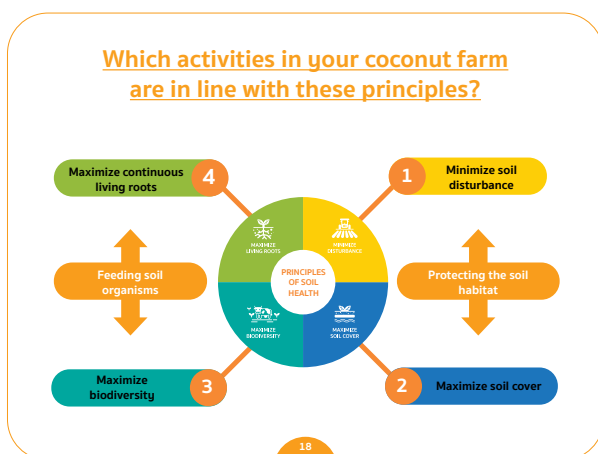 Which activities in your coconut farm
are in line with these principles?
Maximize continuous
living roots
4
1
Minimize soil
disturbance
MAXIMIZE
LIVING ROOTS
MINIMIZE
DISTURBANCE
Feeding soil
organisms
PRINCIPLES
OF SOIL
HEALTH
Protecting the soil
habitat
MAXIMIZE
BIODIVERSITY
MAXIMIZE
SOIL COVER
Maximize
biodiversity
3
2
Maximize soil cover
18